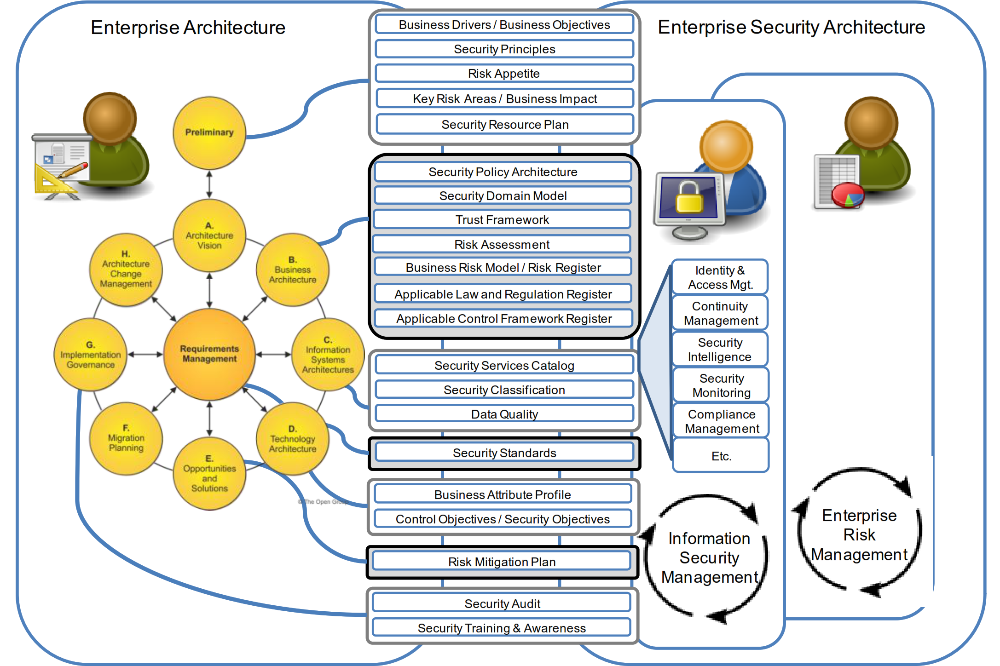 Enterprise Architecture
Enterprise Security Architecture
Business Drivers / Business Objectives
Security Principles
Risk Appetite
Key Risk Areas / Business Impact
Security Resource Plan
Preliminary
A.
Architecture
Vision
B.
Business
Architecture
C.
Information
Systems
Architectures
D.
Technology
Architecture
E.
Opportunities
and
Solutions
F.
Migration
Planning
G.
Implementation
Governance
H.
Architecture
Change
Management
Requirements
Management
© The Open Group
Security Policy Architecture
Security Domain Model
Trust Framework
Risk Assessment
Business Risk Model / Risk Register
Applicable Law and Regulation Register
Applicable Control Framework Register
Security Services Catalog
Security Classification
Data Quality
Security Standards
Business Attribute Profile
Control Objectives / Security Objectives
Risk Mitigation Plan
Security Audit
Security Training & Awareness
Identity &
Access Mgt.
Continuity
Management
Security
Intelligence
Security
Monitoring
Compliance
Management
Etc.
Information
Security
Management
Enterprise
Risk
Management